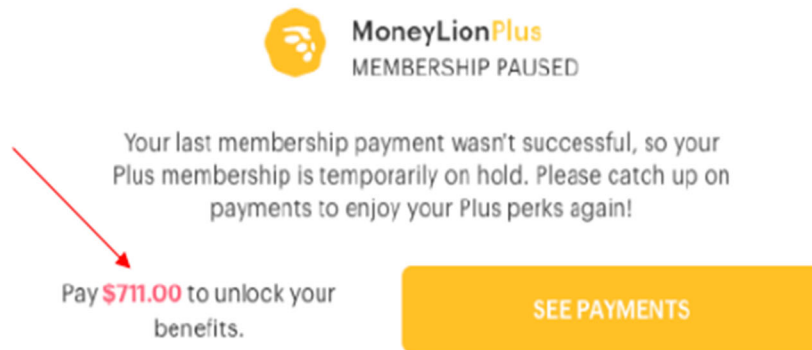 MoneyLionPlus
MEMBERSHIP PAUSED
Your last membership payment wasn't successful, so your
Plus membership is temporarily on hold. Please catch up on
payments to enjoy your Plus perks again!
Pay $711.00 to unlock your
benefits.
SEE PAYMENTS